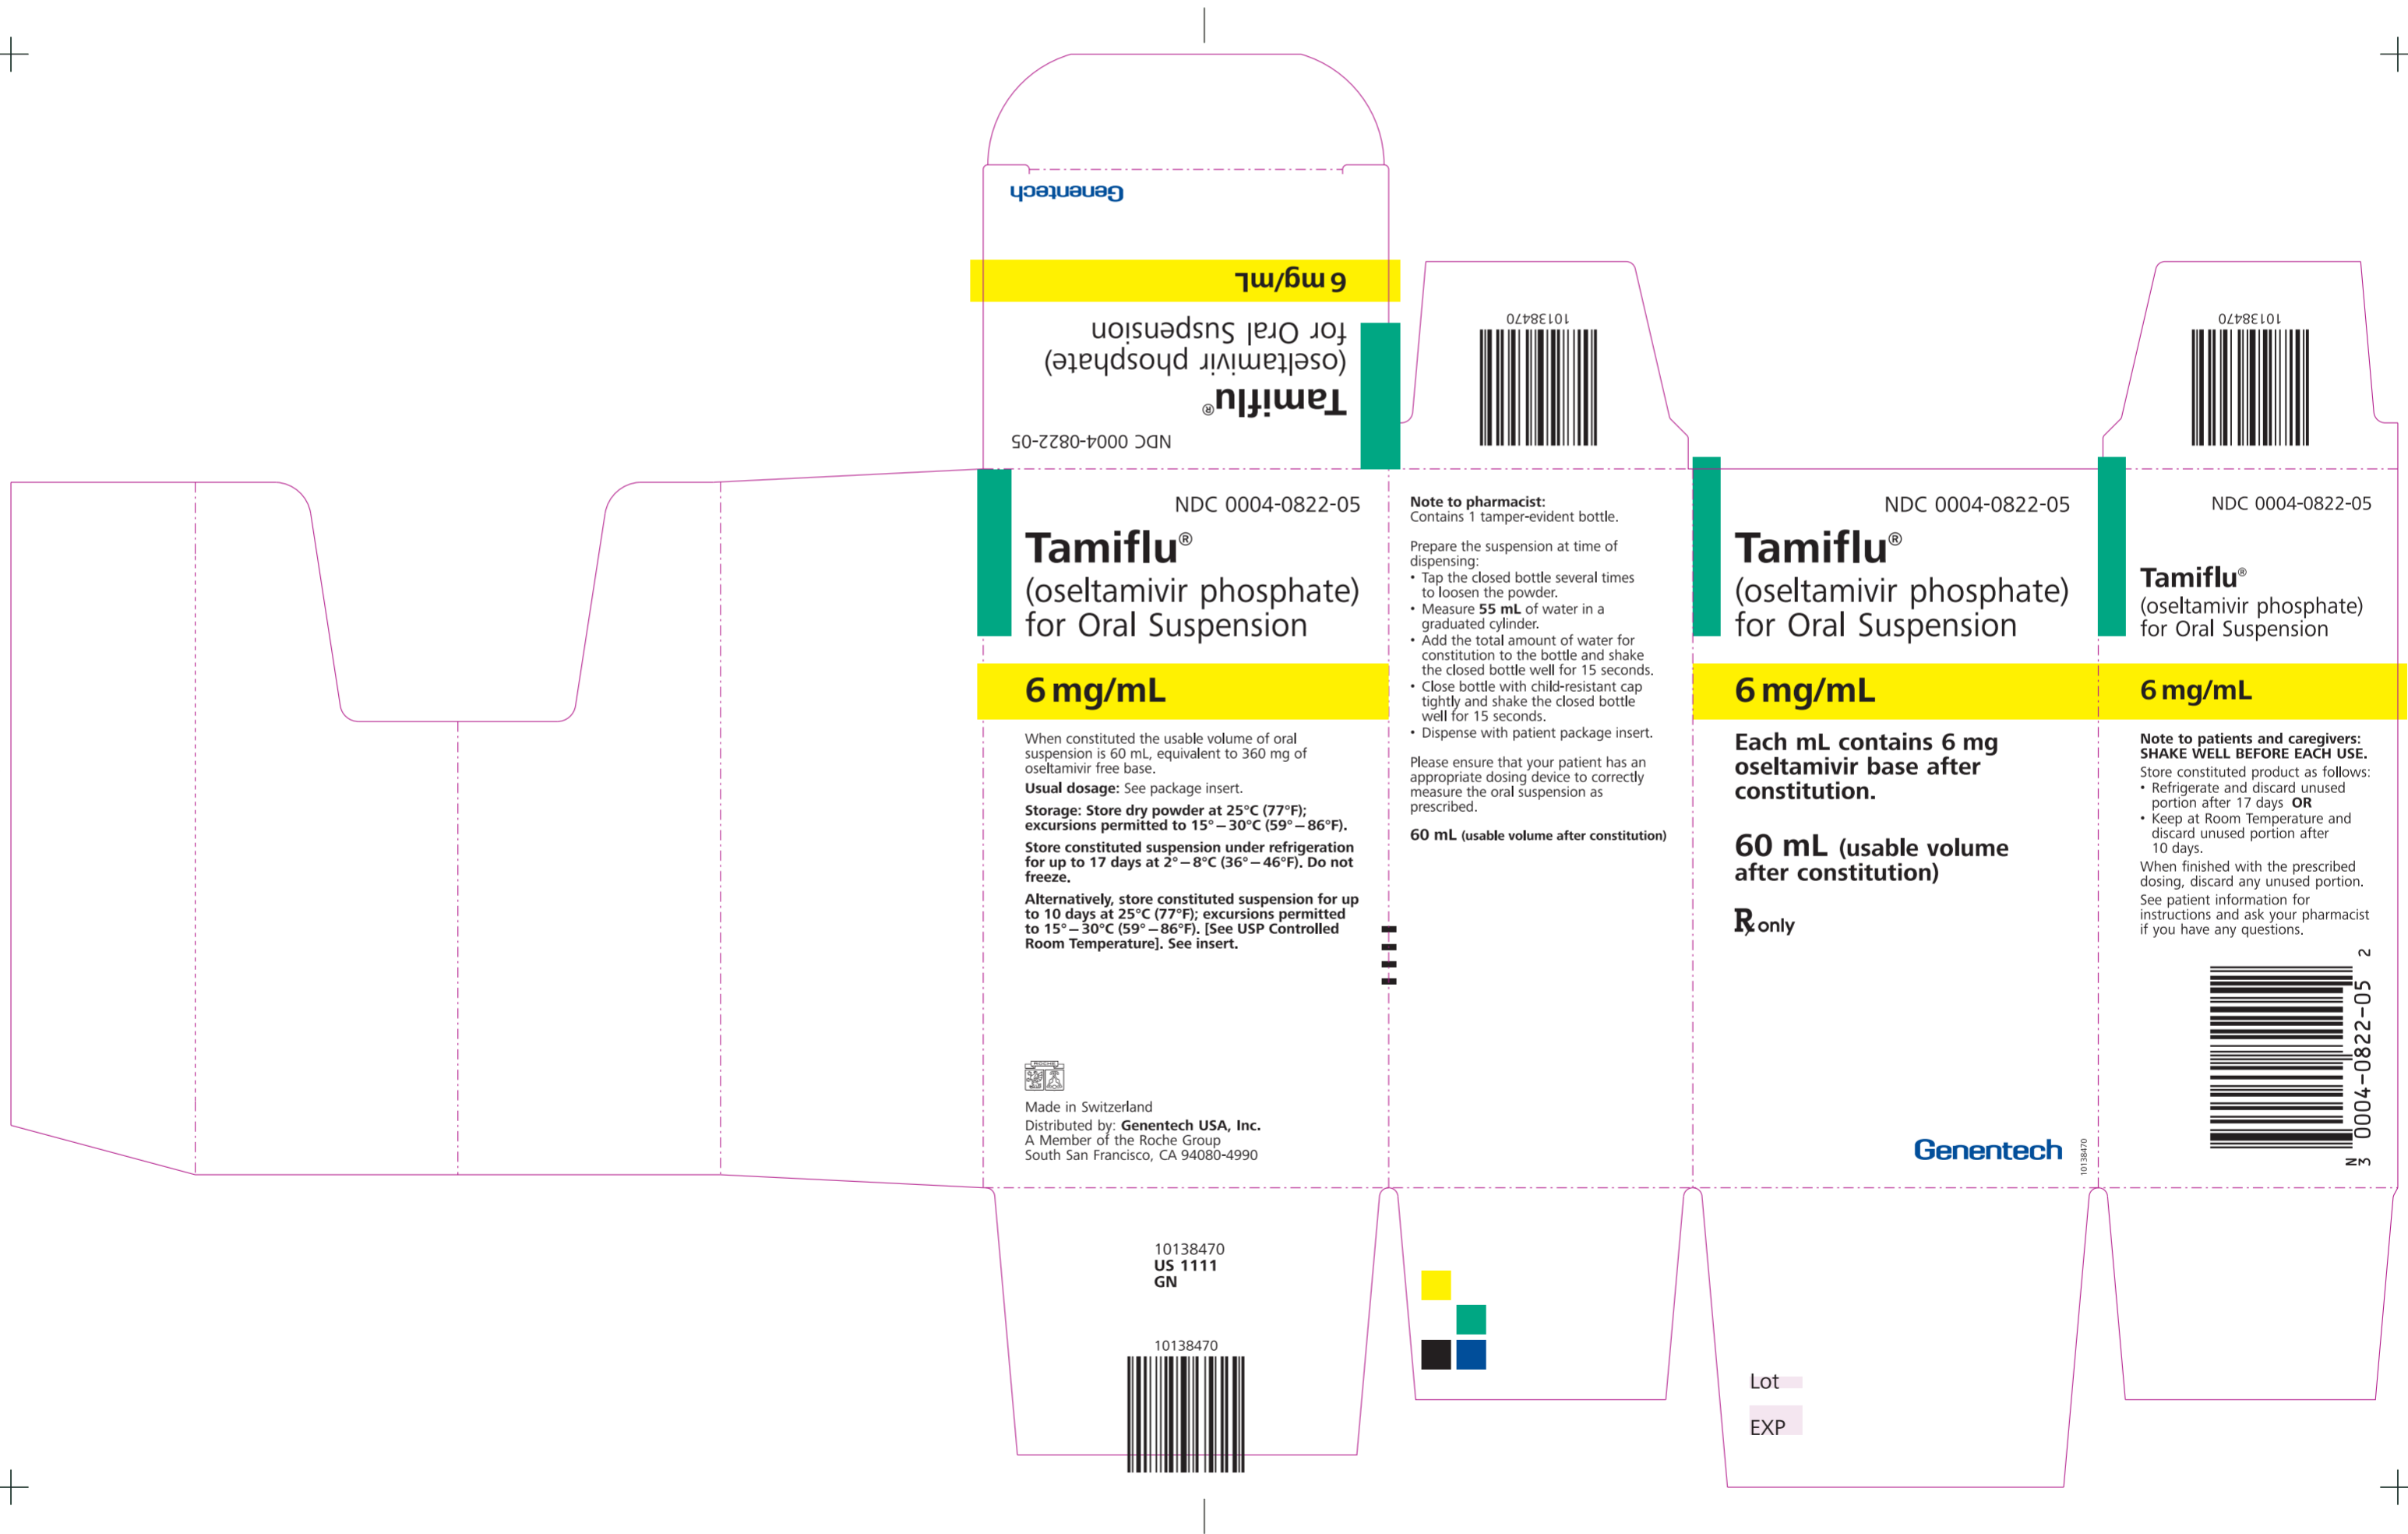 Genentech
6 mg/mL
for Oral Suspension
(oseltamivir phosphate)
Tamiflu®
NDC 0004-0822-05
NDC 0004-0822-05
Tamiflu®
(oseltamivir phosphate)
for Oral Suspension
6 mg/mL
When constituted the usable volume of oral
suspension is 60 mL, equivalent to 360 mg of
oseltamivir free base.
Usual dosage: See package insert.
Storage: Store dry powder at 25°C (77°F);
excursions permitted to 15°–30°C (59°–86°F).
Store constituted suspension under refrigeration
for up to 17 days at 2°–8°C (36°–46°F). Do not
freeze.
Alternatively, store constituted suspension for up
to 10 days at 25°C (77°F); excursions permitted
to 15°–30°C (59°–86°F). [See USP Controlled
Room Temperature]. See insert.
ROCHE
Made in Switzerland
Distributed by: Genentech USA, Inc.
A Member of the Roche Group
South San Francisco, CA 94080-4990
10138470
US 1111
GN
10138470
10138470
Note to pharmacist:
Contains 1 tamper-evident bottle.
Prepare the suspension at time of
dispensing:
• Tap the closed bottle several times
to loosen the powder.
• Measure 55 mL of water in a
graduated cylinder.
• Add the total amount of water for
constitution to the bottle and shake
the closed bottle well for 15 seconds.
• Close bottle with child-resistant cap
tightly and shake the closed bottle
well for 15 seconds.
• Dispense with patient package insert.
Please ensure that your patient has an
appropriate dosing device to correctly
measure the oral suspension as
prescribed.
60 mL (usable volume after constitution)
NDC 0004-0822-05
Tamiflu®
(oseltamivir phosphate)
for Oral Suspension
6 mg/mL
Each mL contains 6 mg
oseltamivir base after
constitution.
60 mL (usable volume
after constitution)
Rx only
Genentech
10138470
Lot
EXP
10138470
NDC 0004-0822-05
Tamiflu®
(oseltamivir phosphate)
for Oral Suspension
6 mg/mL
Note to patients and caregivers:
SHAKE WELL BEFORE EACH USE.
Store constituted product as follows:
• Refrigerate and discard unused
portion after 17 days OR
• Keep at Room Temperature and
discard unused portion after
10 days.
When finished with the prescribed
dosing, discard any unused portion.
See patient information for
instructions and ask your pharmacist
if you have any questions.
N
3 0004-0822-05 2